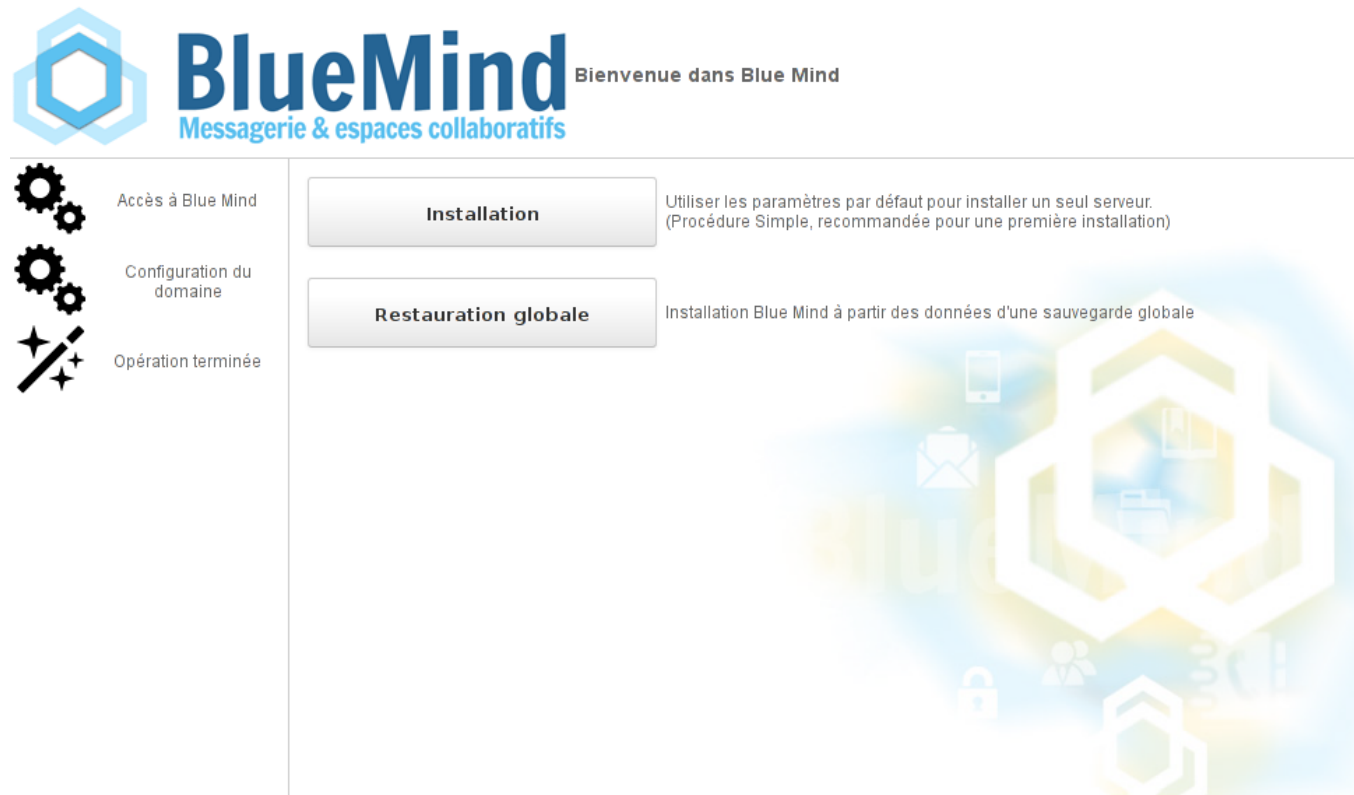 BlueMind
Messagerie & espaces collaboratifs
Bienvenue dans Blue Mind
Accès à Blue Mind
Configuration du
domaine
Opération terminée
Installation
Utiliser les paramètres par défaut pour installer un seul serveur.
(Procédure Simple, recommandée pour une première installation)
Restauration globale
Installation Blue Mind à partir des données d'une sauvegarde globale
BlueMind